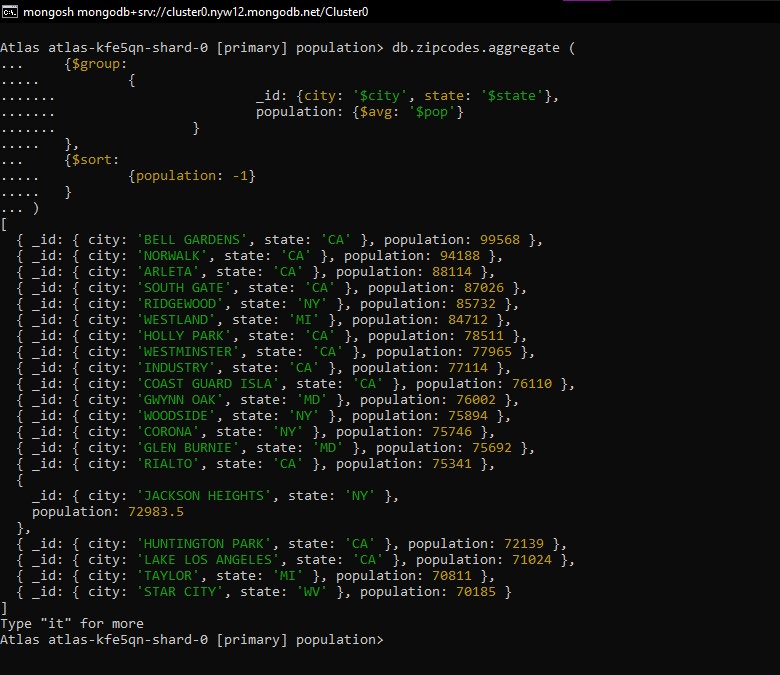 mongosh mongodb+srv://cluster0.nyw12.mongodb.net/Cluster0
Atlas atlas-kfe5qn-shard-0 [primary] population> db.zipcodes.aggregate (
...     {$group:
.....           {
.......                         _id: {city: '$city', state: '$state'},
.......                         population: {$avg: '$pop'}
.......                 }
.....   },
...     {$sort:
.....           {population: -1}
.....   }
... )
[
  { _id: { city: 'BELL GARDENS', state: 'CA' }, population: 99568 },
  { _id: { city: 'NORWALK', state: 'CA' }, population: 94188 },
  { _id: { city: 'ARLETA', state: 'CA' }, population: 88114 },
  { _id: { city: 'SOUTH GATE', state: 'CA' }, population: 87026 },
  { _id: { city: 'RIDGEWOOD', state: 'NY' }, population: 85732 },
  { _id: { city: 'WESTLAND', state: 'MI' }, population: 84712 },
  { _id: { city: 'HOLLY PARK', state: 'CA' }, population: 78511 },
  { _id: { city: 'WESTMINSTER', state: 'CA' }, population: 77965 },
  { _id: { city: 'INDUSTRY', state: 'CA' }, population: 77114 },
  { _id: { city: 'COAST GUARD ISLA', state: 'CA' }, population: 76110 },
  { _id: { city: 'GWYNN OAK', state: 'MD' }, population: 76002 },
  { _id: { city: 'WOODSIDE', state: 'NY' }, population: 75894 },
  { _id: { city: 'CORONA', state: 'NY' }, population: 75746 },
  { _id: { city: 'GLEN BURNIE', state: 'MD' }, population: 75692 },
  { _id: { city: 'RIALTO', state: 'CA' }, population: 75341 },
  {
    _id: { city: 'JACKSON HEIGHTS', state: 'NY' },
    population: 72983.5
  },
  { _id: { city: 'HUNTINGTON PARK', state: 'CA' }, population: 72139 },
  { _id: { city: 'LAKE LOS ANGELES', state: 'CA' }, population: 71024 },
  { _id: { city: 'TAYLOR', state: 'MI' }, population: 70811 },
  { _id: { city: 'STAR CITY', state: 'WV' }, population: 70185 }
]
Type "it" for more
Atlas atlas-kfe5qn-shard-0 [primary] population>